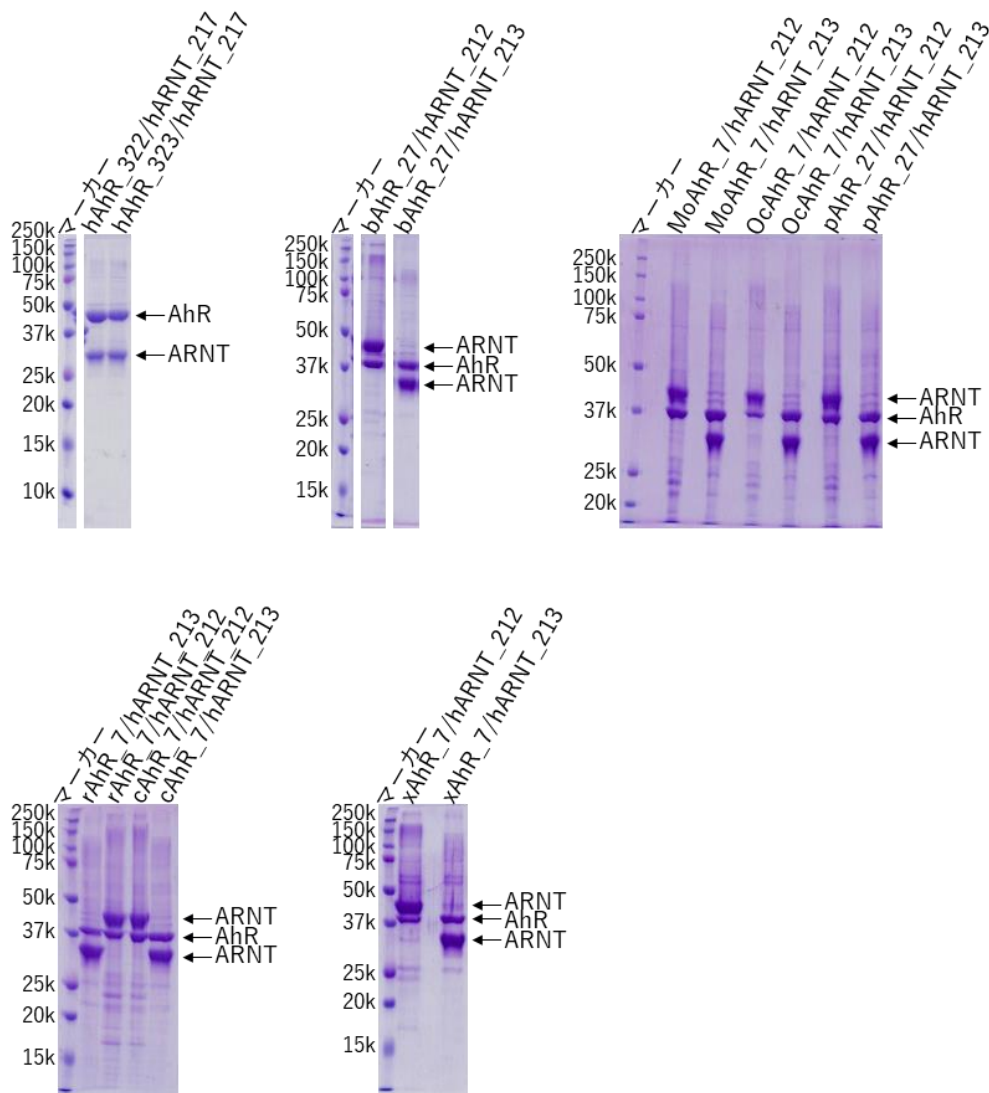 マーカー
hAhR_322/hARNT_217
hAhR_323/hARNT_217
250k
150k
100k
75k
50k
37k
25k
20k
15k
10k
AhR
ARNT
マーカー
bAhR_27/hARNT_212
bAhR_27/hARNT_213
250k
150k
100k
75k
50k
37k
25k
20k
15k
ARNT
AhR
ARNT
マーカー
MoAhR_7/hARNT_212
MoAhR_7/hARNT_213
OcAhR_7/hARNT_212
OcAhR_7/hARNT_213
pAhR_27/hARNT_212
pAhR_27/hARNT_213
250k
150k
100k
75k
50k
37k
25k
20k
ARNT
AhR
ARNT
マーカー
rAhR_7/hARNT_213
rAhR_7/hARNT_212
cAhR_7/hARNT_212
cAhR_7/hARNT_213
250k
150k
100k
75k
50k
37k
25k
20k
15k
ARNT
AhR
ARNT
マーカー
xAhR_7/hARNT_212
xAhR_7/hARNT_213
250k
150k
100k
75k
50k
37k
25k
20k
15k
ARNT
AhR
ARNT